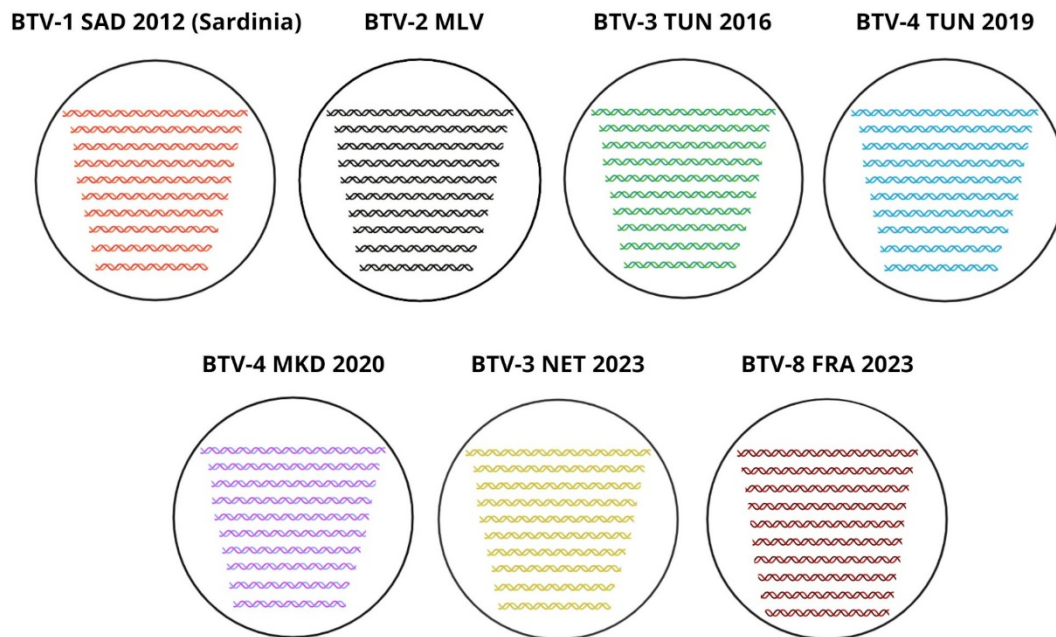 BTV-1 SAD 2012 (Sardinia)
BTV-2 MLV
BTV-3 TUN 2016
BTV-4 TUN 2019
BTV-4 MKD 2020
BTV-3 NET 2023
BTV-8 FRA 2023